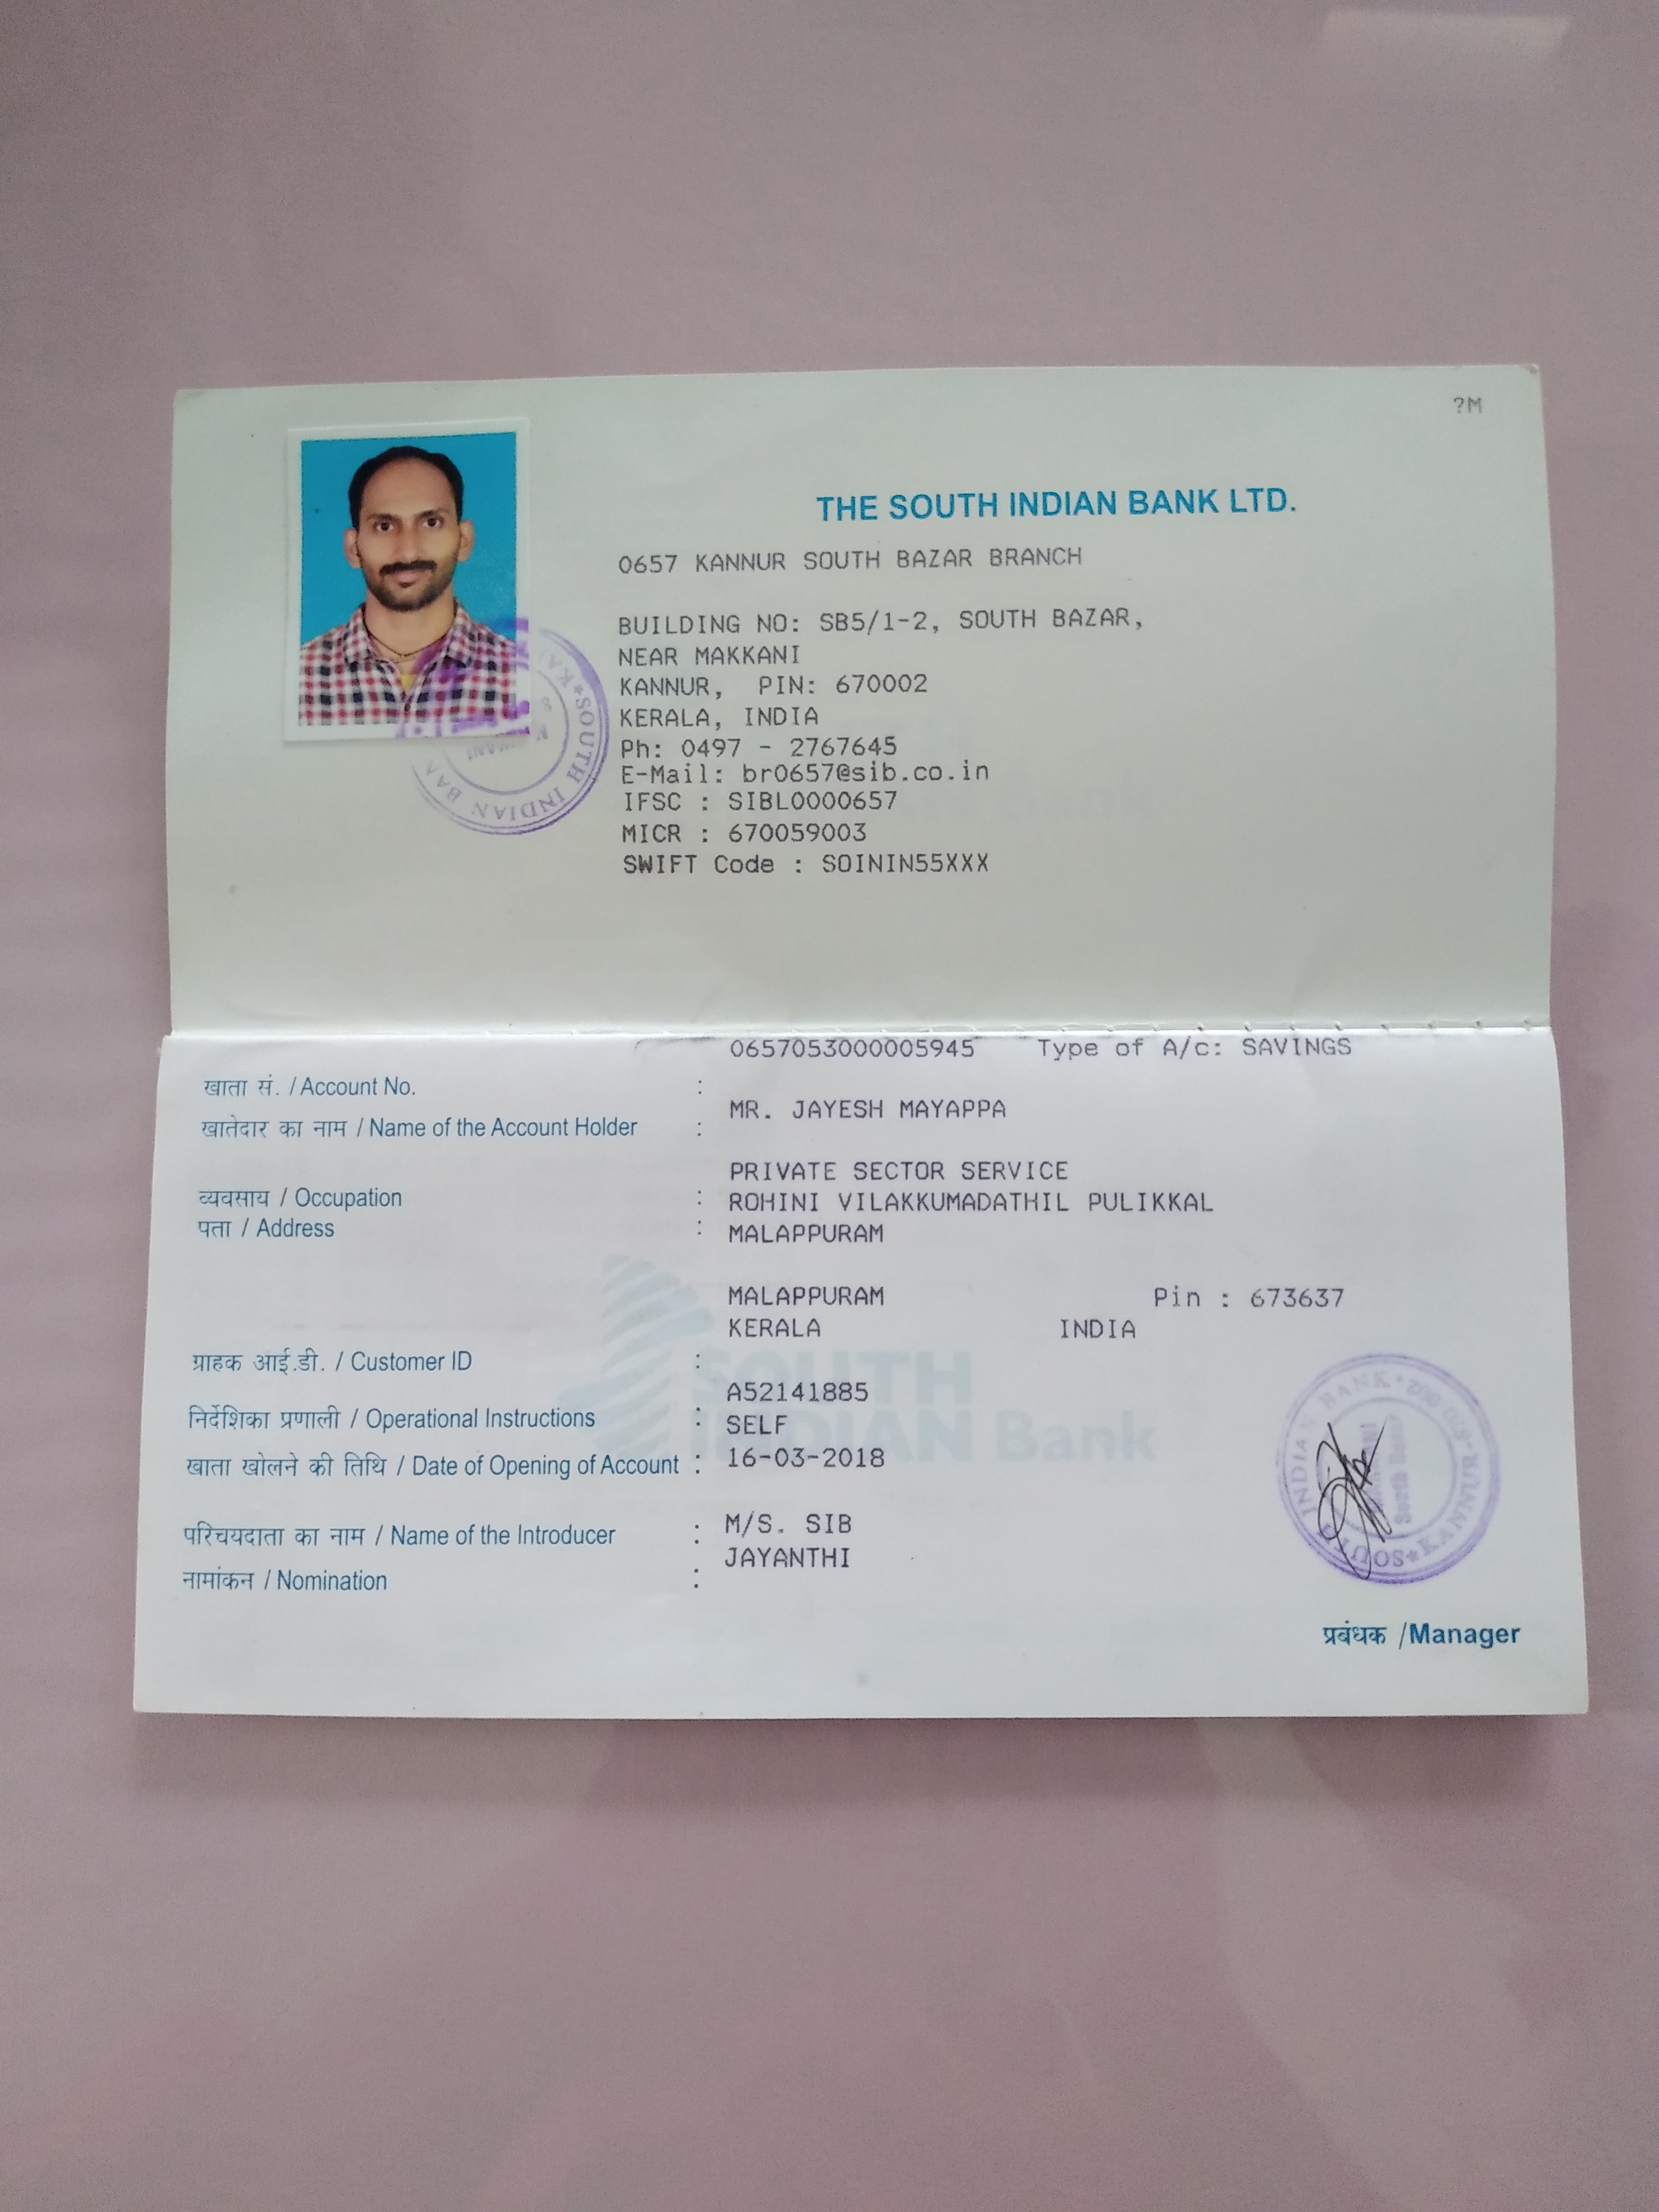 ?M
THE SOUTH INDIAN BANK LTD.
0657 KANNUR SOUTH BAZAR BRANCH
BUILDING NO: SB5/1-2, SOUTH BAZAR,
NEAR MAKKANI
KANNUR, PIN: 670002
KERALA, INDIA
Ph: 0497 - 2767645
E-Mail: br0657@sib.co.in
IFSC : SIBL0000657
MICR : 670059003
SWIFT Code : SOININ55XXX
SOUTH INDIAN
0657053000005945 Type of A/c: SAVINGS
खाता सं. / Account No. :
MR. JAYESH MAYAPPA
खातेदार का नाम / Name of the Account Holder :
PRIVATE SECTOR SERVICE
व्यवसाय / Occupation :
ROHINI VILAKKUMADATHIL PULIKKAL
पता / Address :
MALAPPURAM
MALAPPURAM Pin : 673637
KERALA INDIA
ग्राहक आई.डी. / Customer ID :
A52141885
निर्देशिका प्रणाली / Operational Instructions :
SELF
खाता खोलने की तिथि / Date of Opening of Account : 16-03-2018
M/S. SIB
परिचयदाता का नाम / Name of the Introducer :
JAYANTHI
नामांकन / Nomination :
SOUTH INDIAN Bank
SOUTH INDIAN BANK * KANNUR-670 002
South Bazar
प्रबंधक /Manager